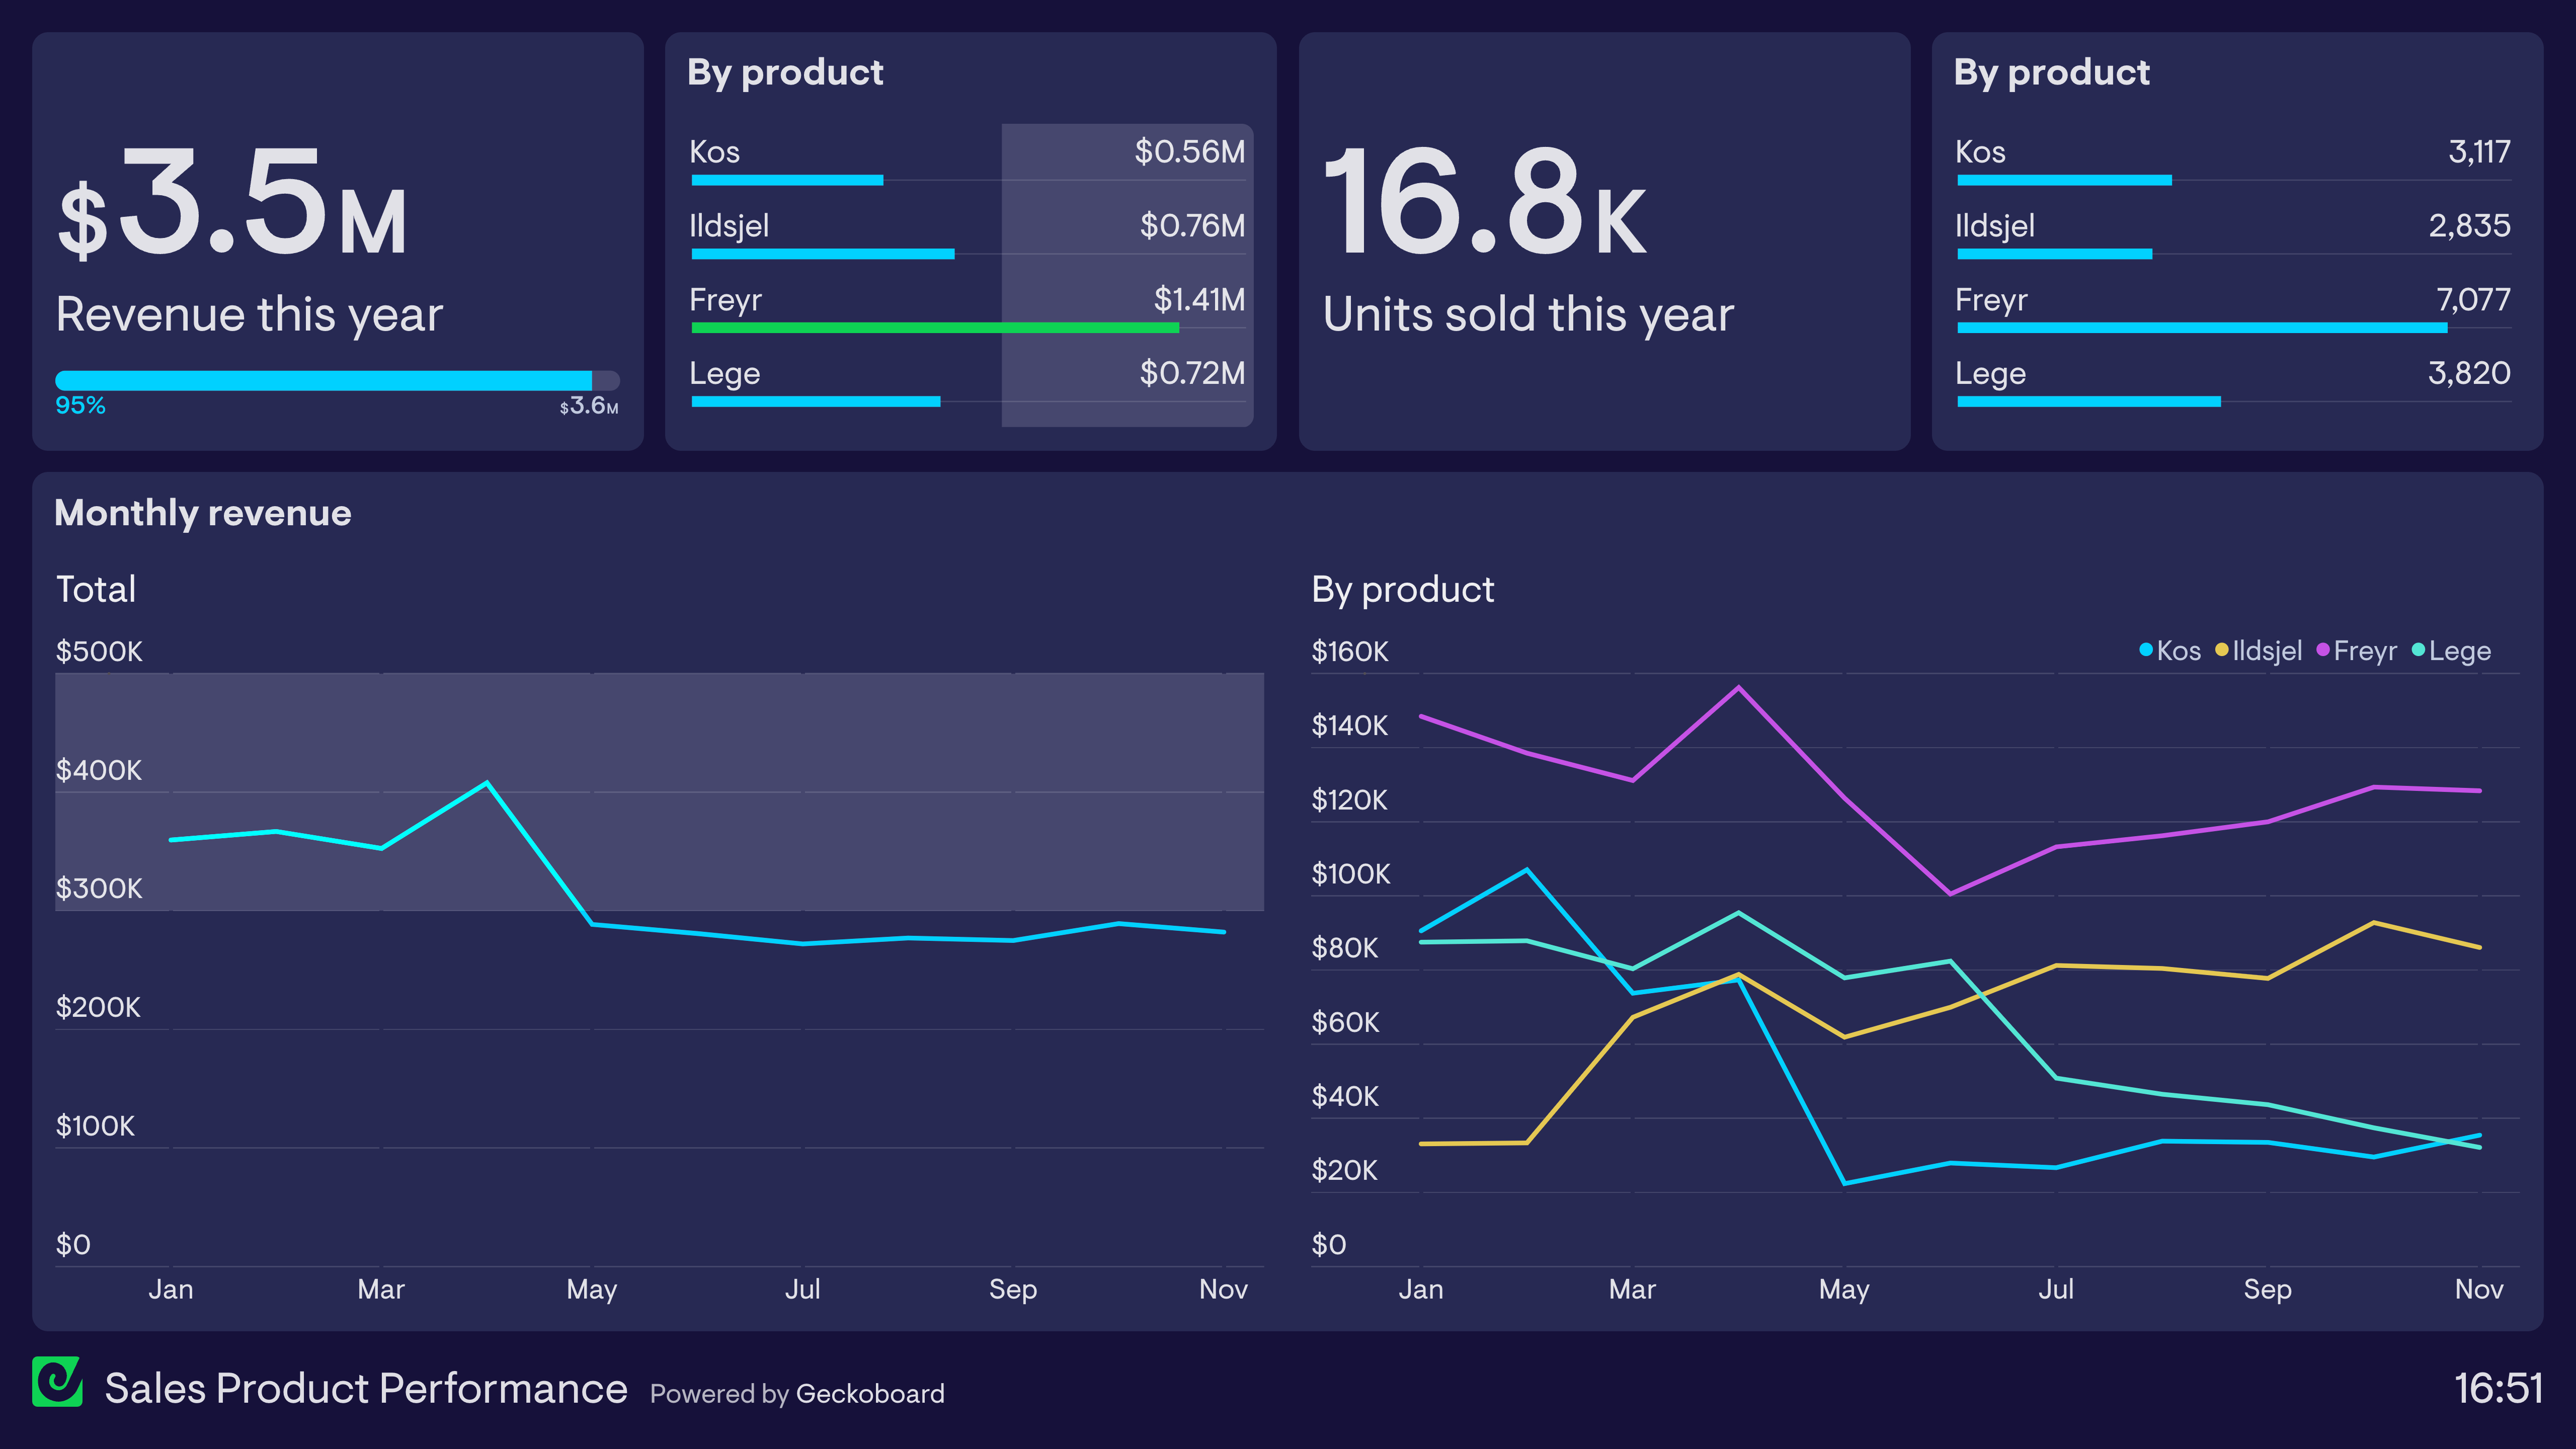 $3.5M
Revenue this year
95% $3.6M
By product
Kos $0.56M
Ildsjel $0.76M
Freyr $1.41M
Lege $0.72M
16.8K
Units sold this year
By product
Kos 3,117
Ildsjel 2,835
Freyr 7,077
Lege 3,820
Monthly revenue
Total
$500K
$400K
$300K
$200K
$100K
$0
Jan Mar May Jul Sep Nov
By product
Kos Ildsjel Freyr Lege
$160K
$140K
$120K
$100K
$80K
$60K
$40K
$20K
$0
Jan Mar May Jul Sep Nov
Sales Product Performance Powered by Geckoboard
16:51